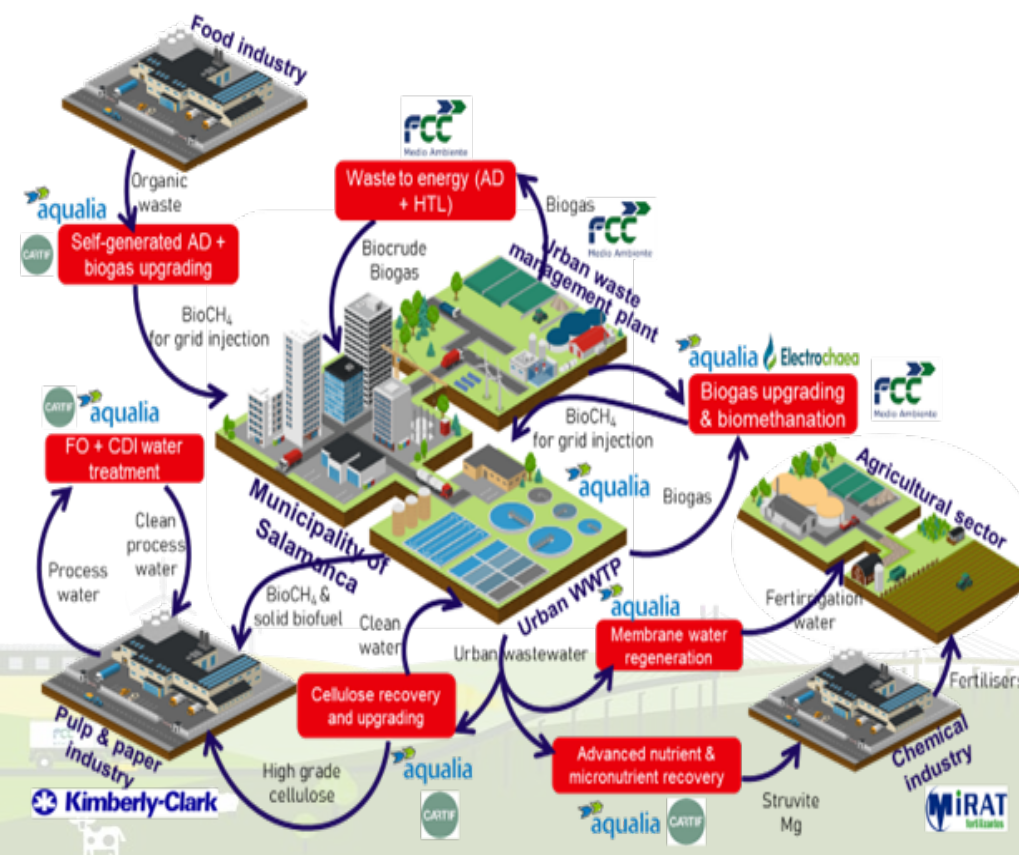 Food industry
FCC
Medio Ambiente
Waste to energy (AD
+ HTL)
Organic
waste
aqualia
CARTIF
Self-generated AD +
biogas upgrading
Biogas
FCC
Medio Ambiente
Urban waste
management plant
Biocrude
Biogas
BioCH₄
for grid injection
aqualia
Electrochaea
Biogas upgrading
& biomethanation
FCC
Medio Ambiente
CARTIF
aqualia
FO + CDI water
treatment
BioCH₄
for grid injection
aqualia
Biogas
Agricultural sector
Municipality of
Salamanca
Clean
process
water
Process
water
BioCH₄ &
solid biofuel
Clean
water
Urban WWTP
aqualia
Fertirrigation
water
Urban wastewater
Membrane water
regeneration
Cellulose recovery
and upgrading
Fertilisers
Pulp & paper
industry
Chemical
industry
FCC
aqualia
Advanced nutrient &
micronutrient recovery
High grade
cellulose
Kimberly-Clark
CARTIF
aqualia
CARTIF
Struvite
Mg
MiRAT
fertilizantes